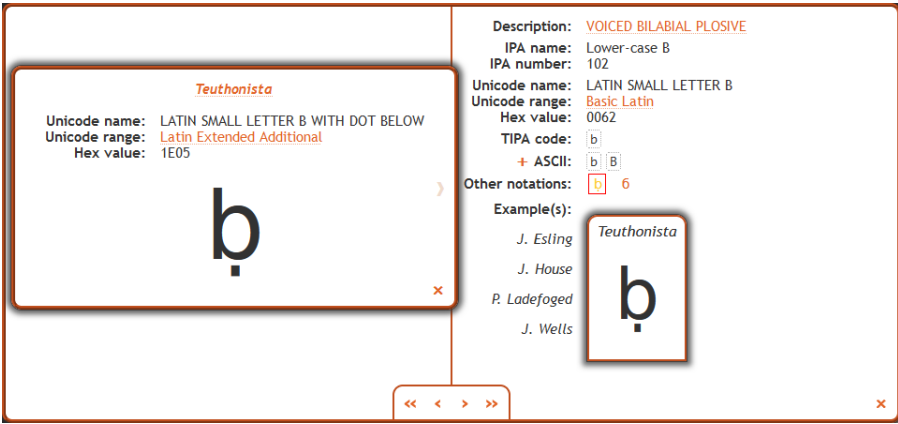 Teuthonista
Unicode name: LATIN SMALL LETTER B WITH DOT BELOW
Unicode range: Latin Extended Additional
Hex value: 1E05
❭
ḅ
×
Description: VOICED BILABIAL PLOSIVE
IPA name: Lower-case B
IPA number: 102
Unicode name: LATIN SMALL LETTER B
Unicode range: Basic Latin
Hex value: 0062
TIPA code: b
+ ASCII: b B
Other notations: ḅ 6
Example(s):
J. Esling
J. House
P. Ladefoged
J. Wells
Teuthonista
ḅ
« ‹ › »
×